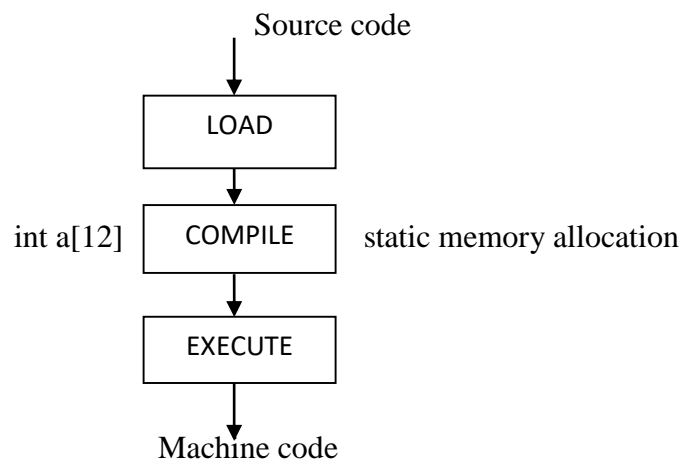 Source code
LOAD
int a[12] COMPILE static memory allocation
EXECUTE
Machine code